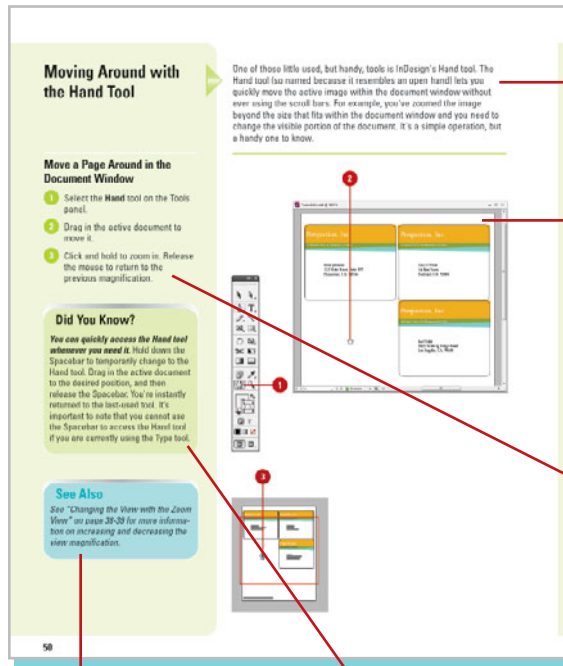 Moving Around with
the Hand Tool
One of those little used, but handy, tools is InDesign's Hand tool. The
Hand tool (so named because it resembles an open hand) lets you
quickly move the active image within the document window without
ever using the scroll bars. For example, you've zoomed the image
beyond the size that fits within the document window and you need to
change the visible portion of the document. It's a simple operation, but
a handy one to know.
Move a Page Around in the
Document Window
1 Select the Hand tool on the Tools
panel.
2 Drag in the active document to
move it.
3 Click and hold to zoom in. Release
the mouse to return to the
previous magnification.
Did You Know?
You can quickly access the Hand tool
whenever you need it. Hold down the
Spacebar to temporarily change to the
Hand tool. Drag in the active document
to the desired position, and then
release the Spacebar. You're instantly
returned to the last-used tool. It's
important to note that you cannot use
the Spacebar to access the Hand tool
if you are currently using the Type tool.
See Also
See "Changing the View with the Zoom
View" on page 38-39 for more informa-
tion on increasing and decreasing the
view magnification.
2
1
3
50